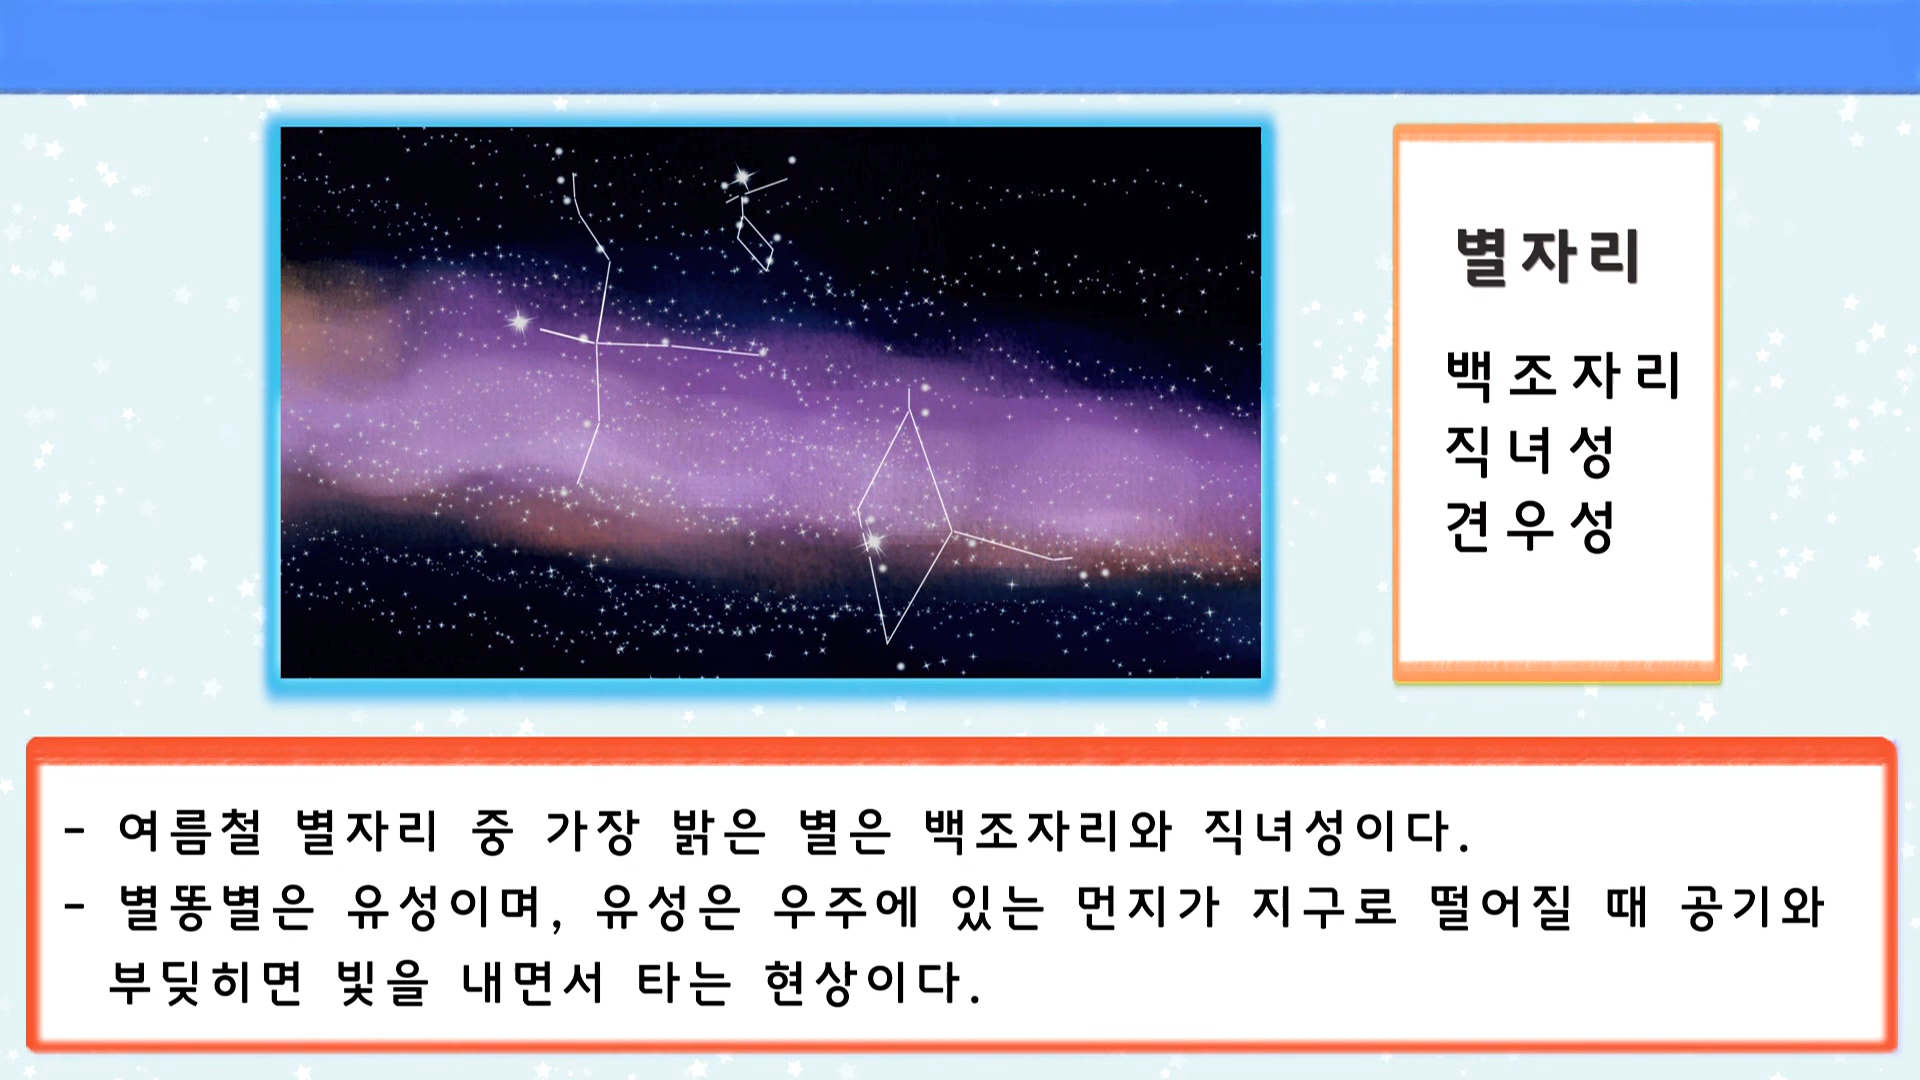 별자리
백조자리
직녀성
견우성
- 여름철 별자리 중 가장 밝은 별은 백조자리와 직녀성이다.
- 별똥별은 유성이며, 유성은 우주에 있는 먼지가 지구로 떨어질 때 공기와
부딪히면 빛을 내면서 타는 현상이다.